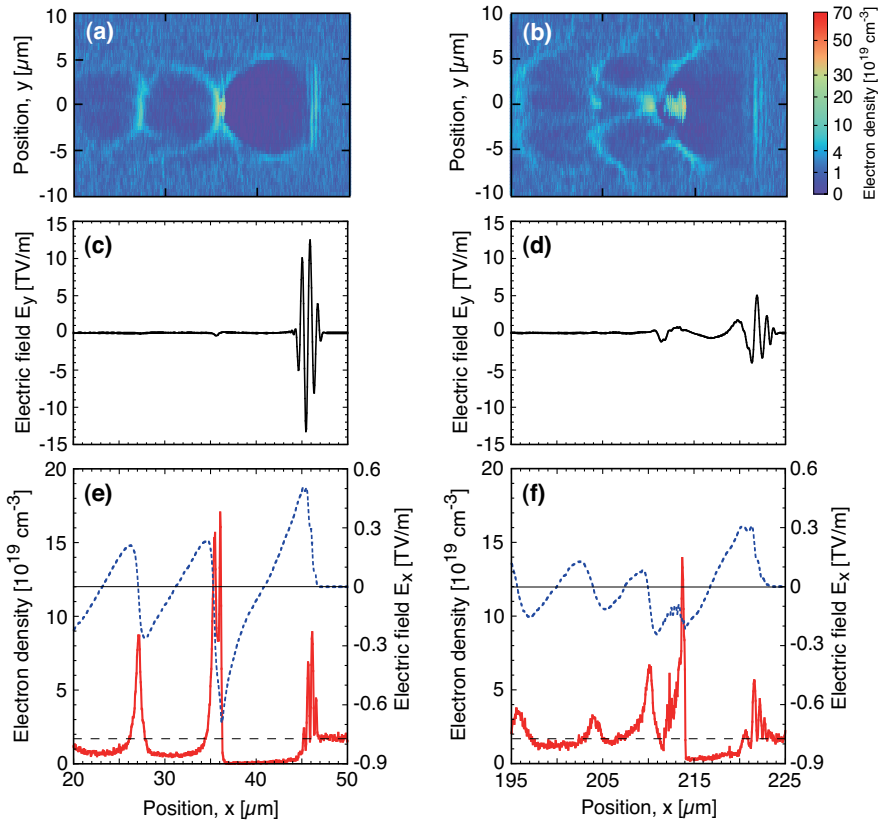 (a)
(b)
10
5
0
-5
-10
Position, y [µm]
10
5
0
-5
-10
Position, y [µm]
70
60
50
30
20
10
4
1
0
Electron density [10^19 cm^-3]
(c)
(d)
15
10
5
0
-5
-10
-15
Electric field E_y [TV/m]
15
10
5
0
-5
-10
-15
Electric field E_y [TV/m]
(e)
(f)
20
15
10
5
0
Electron density [10^19 cm^-3]
0.6
0.3
0
-0.3
-0.6
-0.9
Electric field E_x [TV/m]
20 30 40 50
Position, x [µm]
20
15
10
5
0
Electron density [10^19 cm^-3]
0.6
0.3
0
-0.3
-0.6
-0.9
Electric field E_x [TV/m]
195 205 215 225
Position, x [µm]